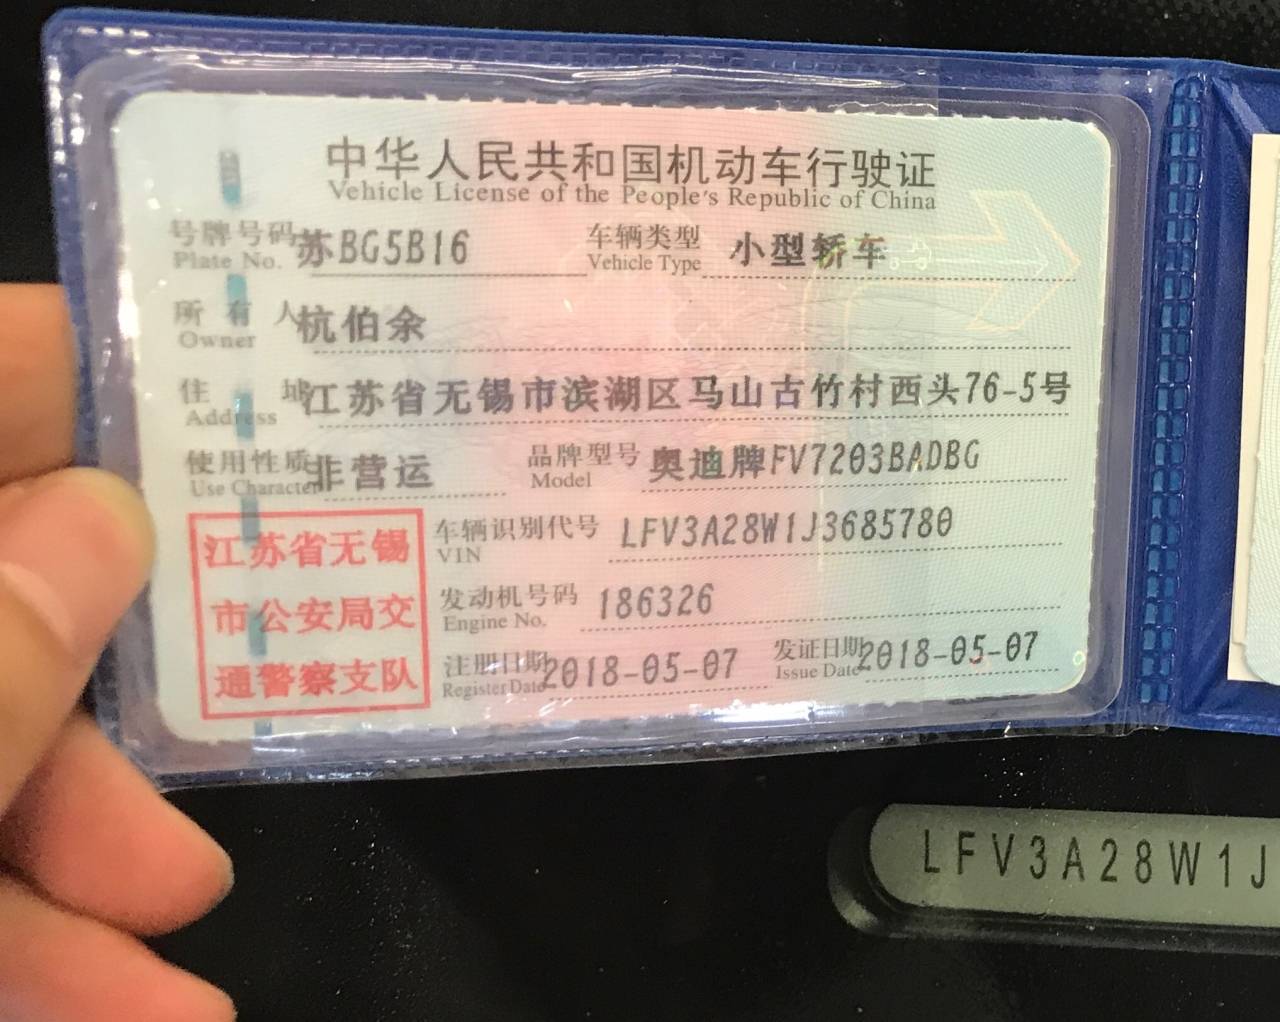 中华人民共和国机动车行驶证
Vehicle License of the People's Republic of China
号牌号码 苏BG5B16 车辆类型 小型轿车
Plate No. Vehicle Type
所有人 杭伯余
Owner
住址 江苏省无锡市滨湖区马山古竹村西头76-5号
Address
使用性质 非营运 品牌型号 奥迪牌FV7203BADBG
Use Character Model
车辆识别代号 LFV3A28W1J3685780
VIN
发动机号码 186326
Engine No.
注册日期 2018-05-07 发证日期 2018-05-07
Register Date Issue Date
江苏省无锡
市公安局交
通警察支队
LFV3A28W1J